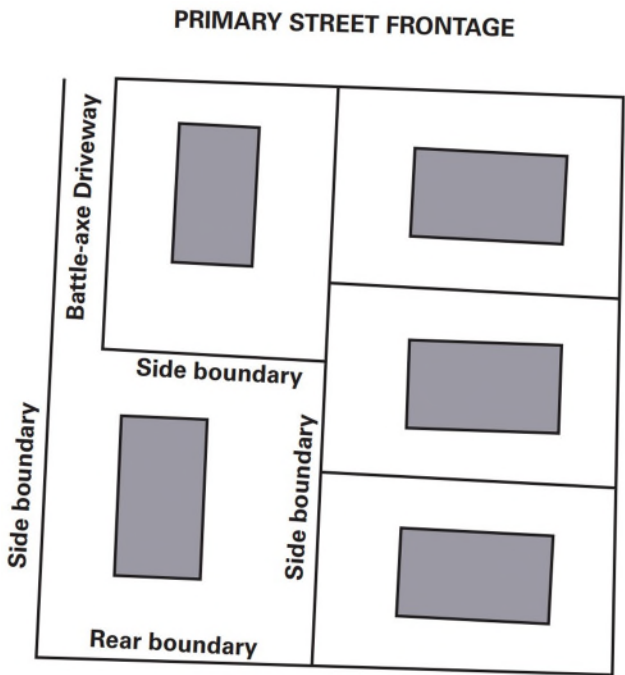 PRIMARY STREET FRONTAGE
Battle-axe Driveway
Side boundary
Side boundary
Side boundary
Rear boundary